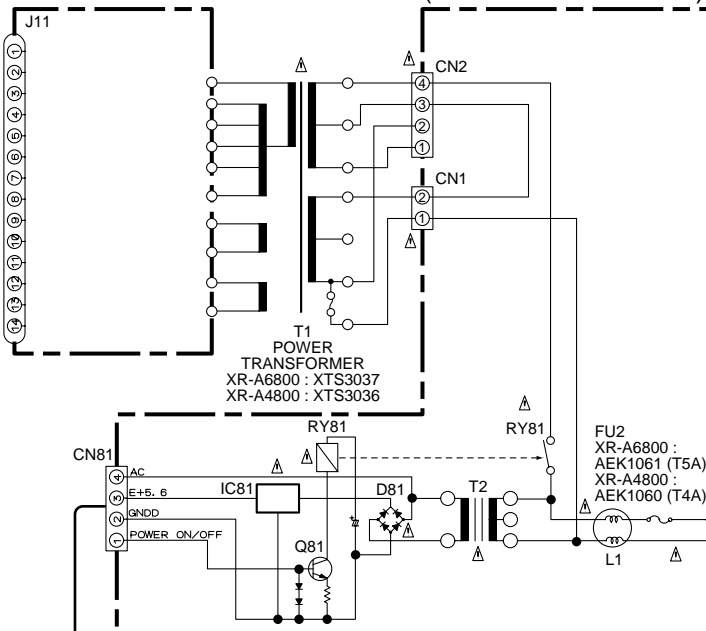 J11
1
2
3
4
5
6
7
8
9
10
11
12
13
14
CN2
4
3
2
1
CN1
2
1
T1
POWER
TRANSFORMER
XR-A6800 : XTS3037
XR-A4800 : XTS3036
RY81
RY81
FU2
XR-A6800 :
AEK1061 (T5A)
XR-A4800 :
AEK1060 (T4A)
CN81
4 AC
3 E+5. 6
2 GNDD
1 POWER ON/OFF
IC81
D81
T2
Q81
L1